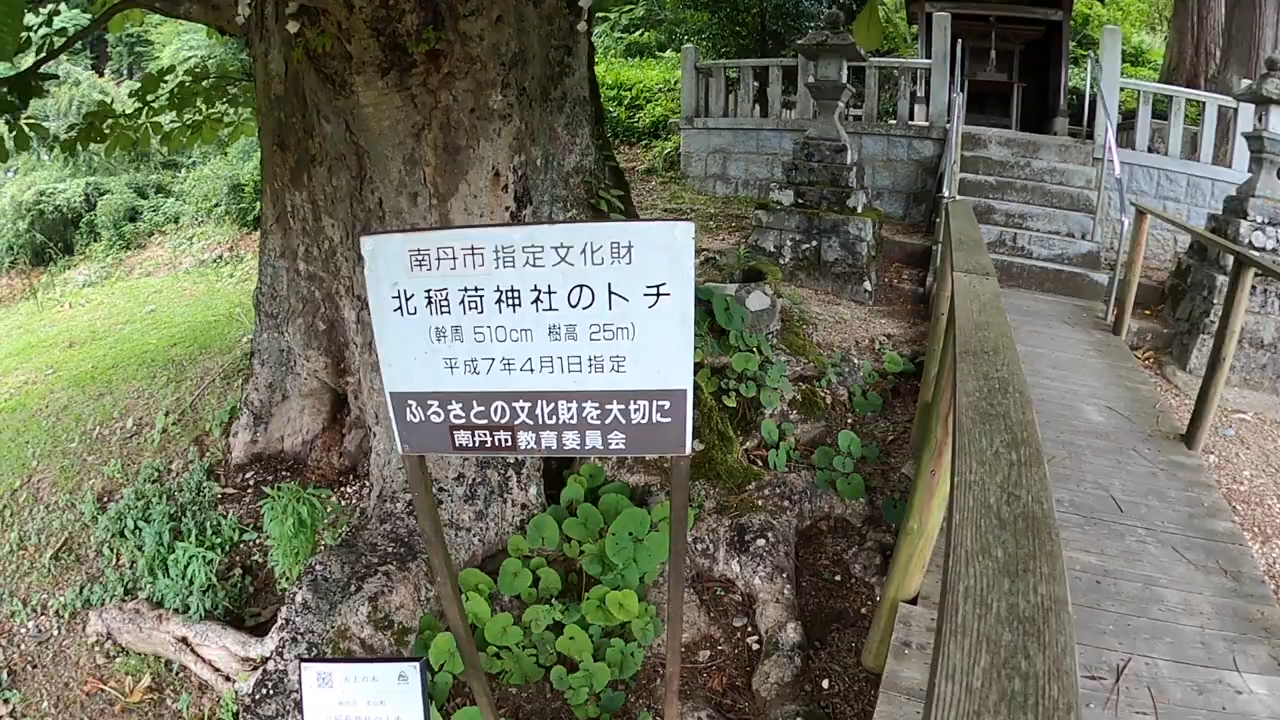 南丹市指定文化財
北稲荷神社のトチ
(幹周 510cm 樹高 25m)
平成7年4月1日指定
ふるさとの文化財を大切に
南丹市教育委員会